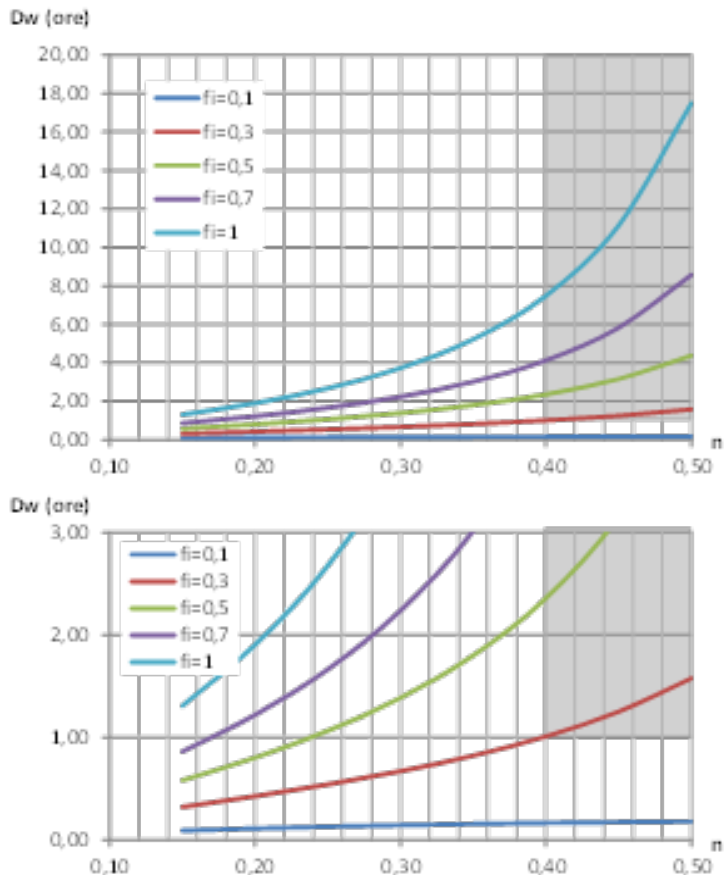 Dw (ore)
20,00
18,00
16,00
14,00
12,00
10,00
8,00
6,00
4,00
2,00
0,00
fi=0,1
fi=0,3
fi=0,5
fi=0,7
fi=1
0,10 0,20 0,30 0,40 0,50 n
Dw (ore)
3,00
2,00
1,00
0,00
fi=0,1
fi=0,3
fi=0,5
fi=0,7
fi=1
0,10 0,20 0,30 0,40 0,50 n